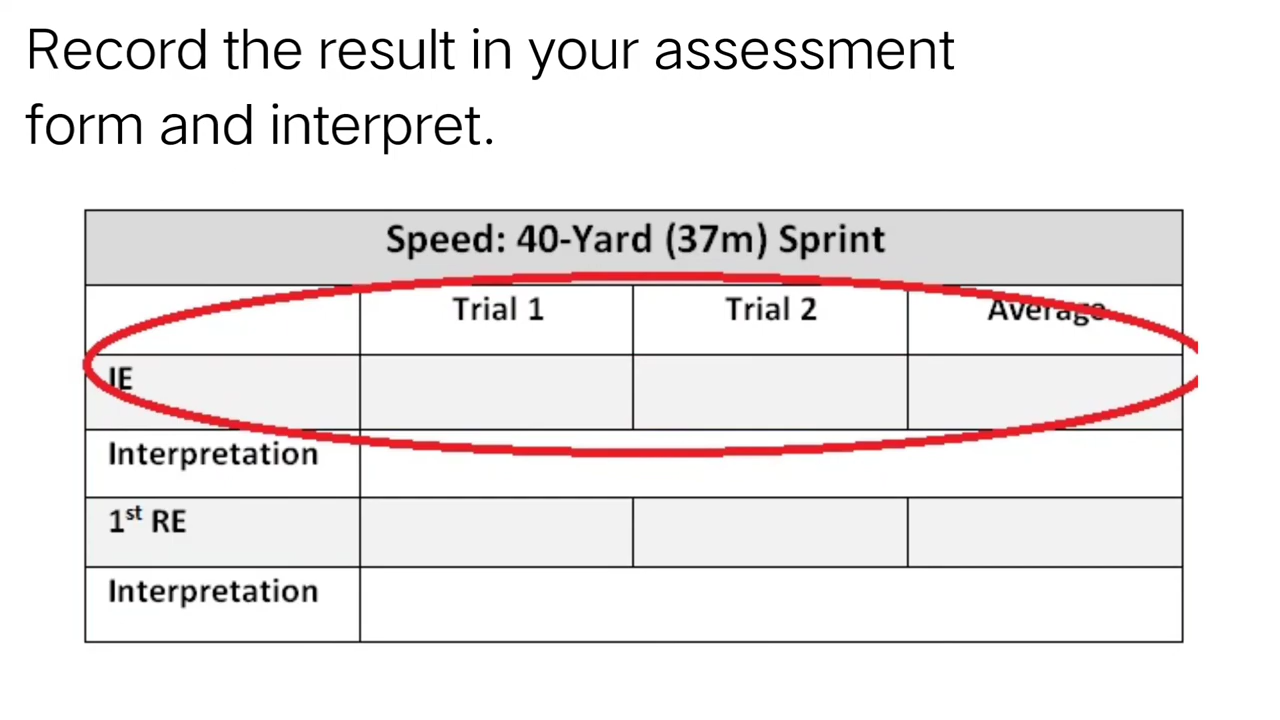 Record the result in your assessment
form and interpret.
Speed: 40-Yard (37m) Sprint
Trial 1 Trial 2 Average
IE
Interpretation
1st RE
Interpretation